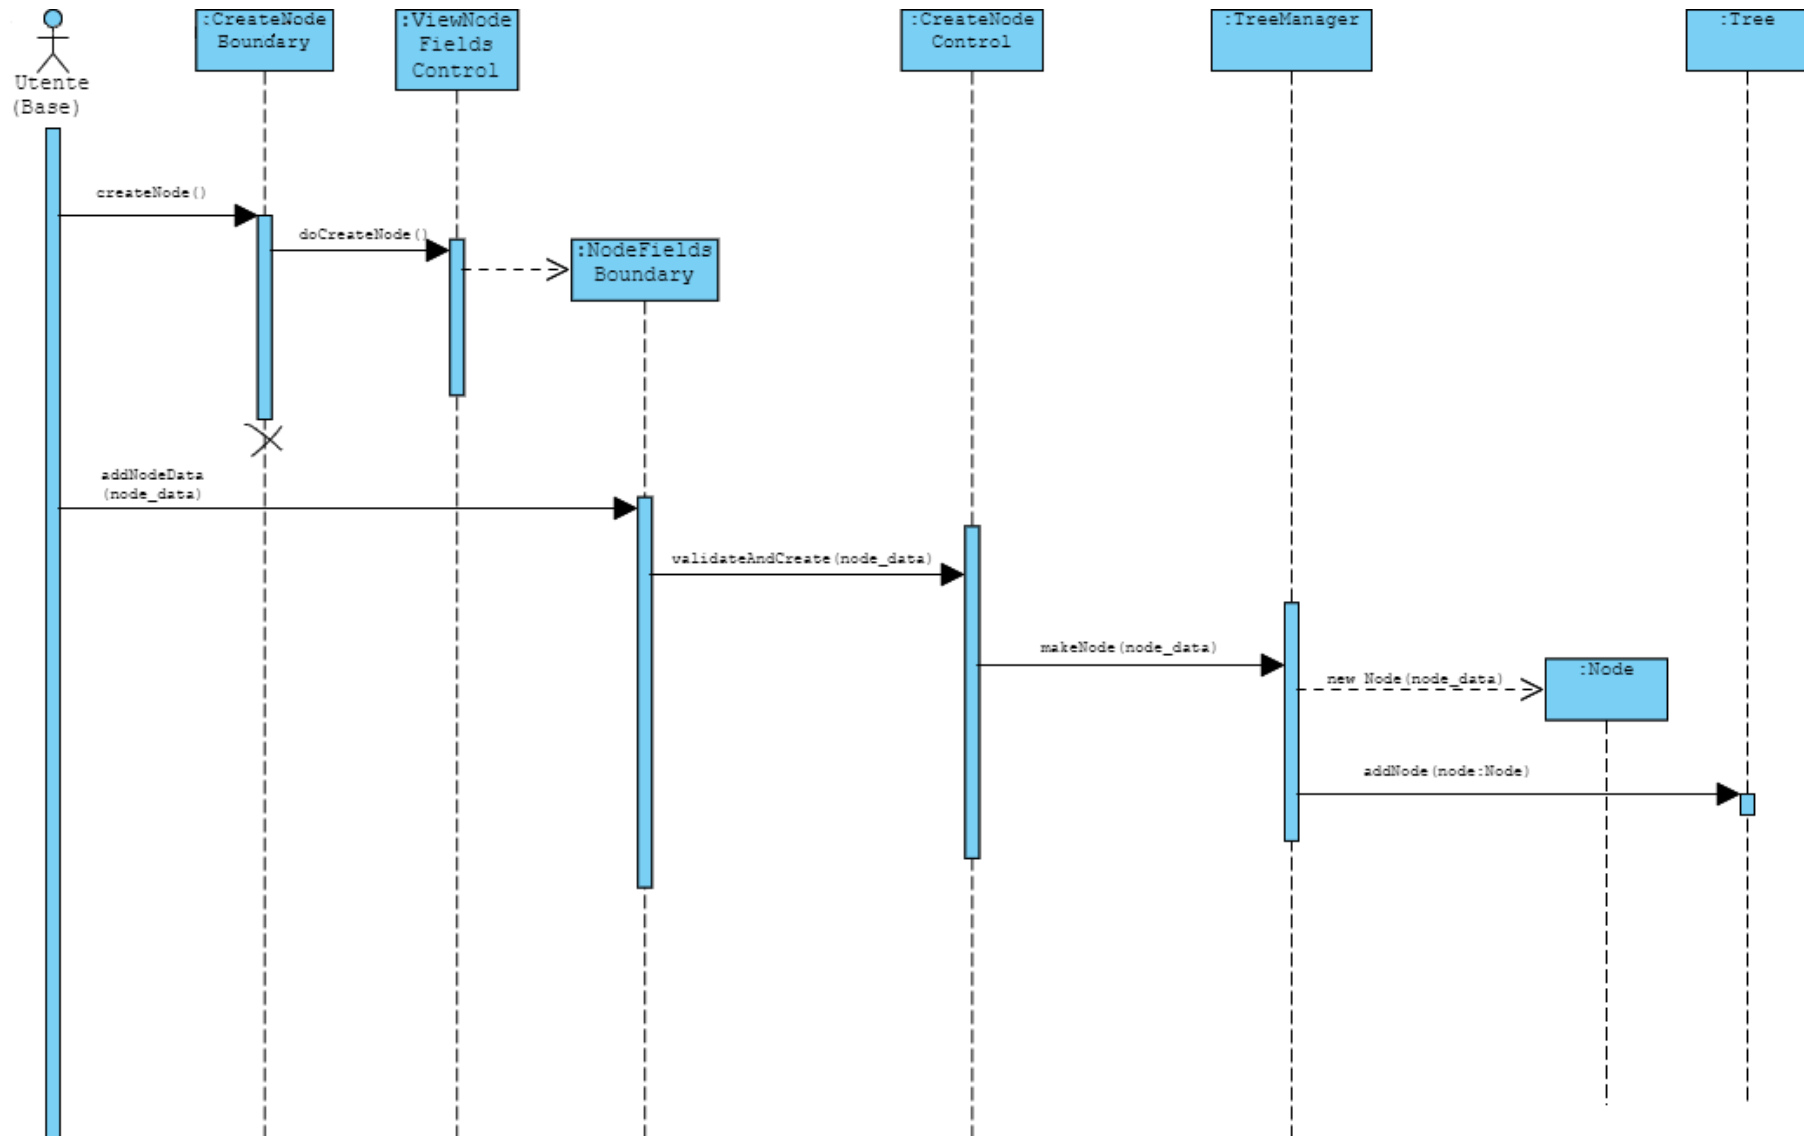 Utente
(Base)
:CreateNode
Boundary
:ViewNode
Fields
Control
:CreateNode
Control
:TreeManager
:Tree
createNode()
doCreateNode()
:NodeFields
Boundary
addNodeData
(node_data)
validateAndCreate(node_data)
makeNode(node_data)
new Node(node_data)
:Node
addNode(node:Node)